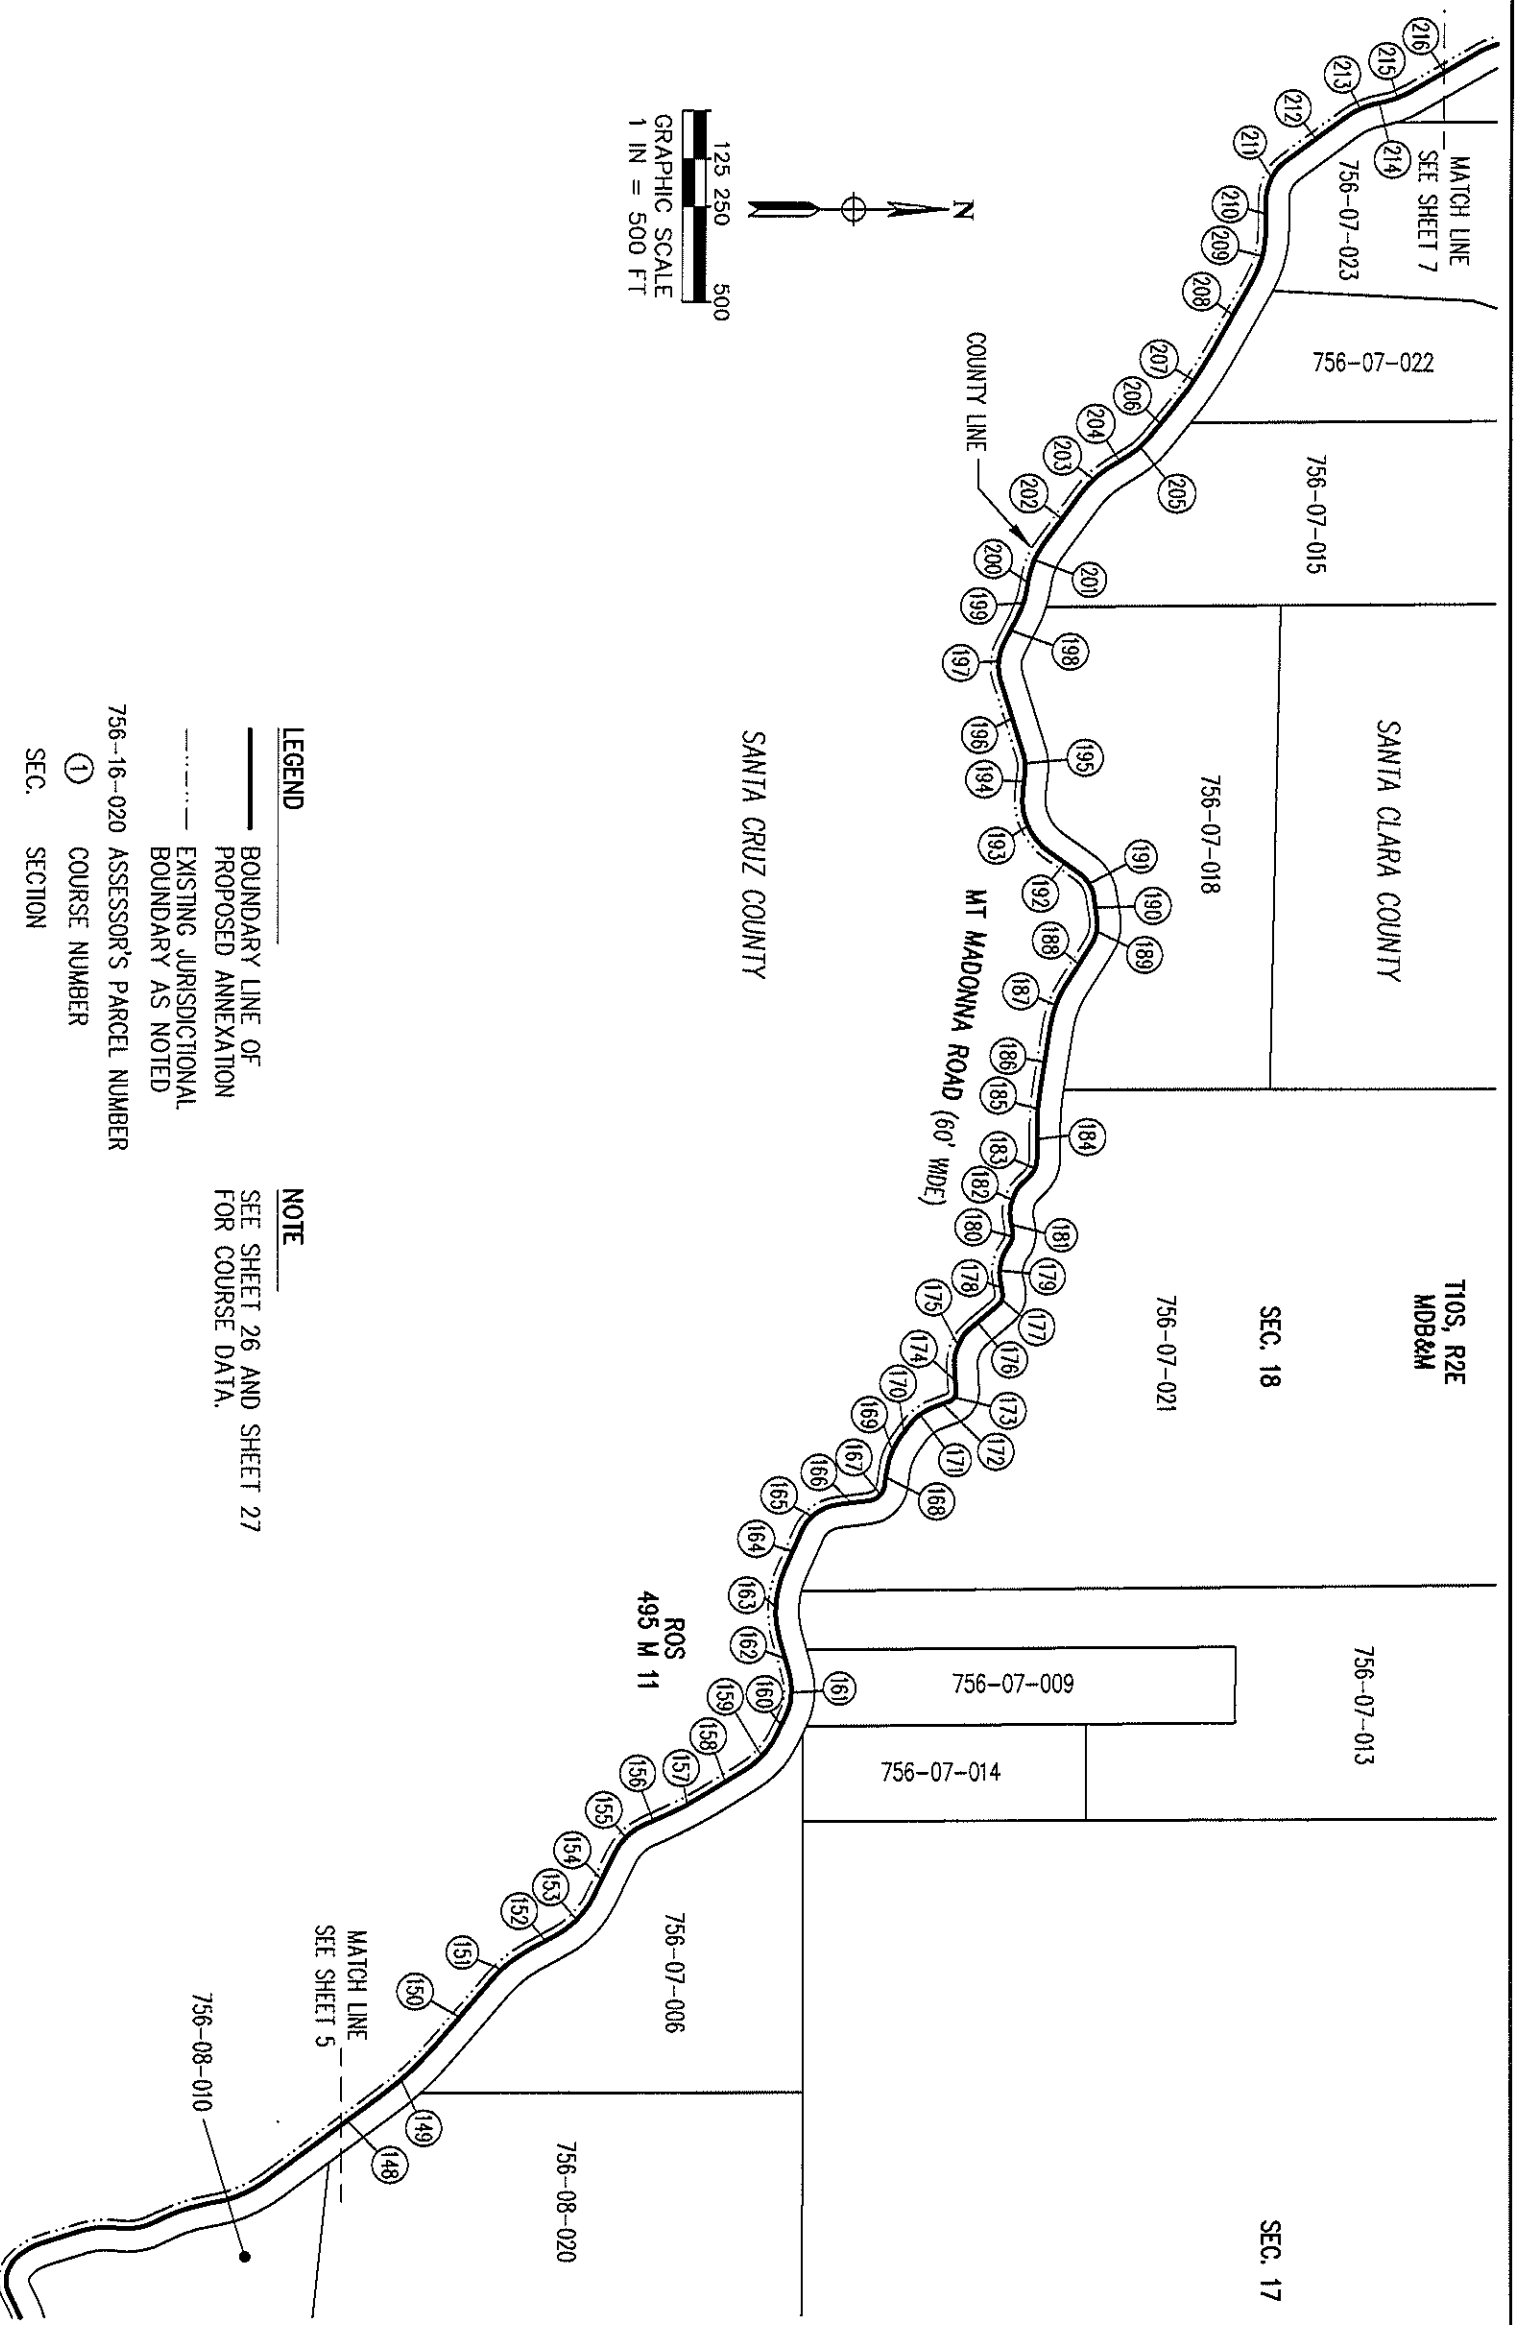 T10S, R2E
MDB&M
SEC. 18
SEC. 17
MATCH LINE
SEE SHEET 7
SANTA CLARA COUNTY
756-07-023
756-07-022
756-07-015
756-07-018
756-07-021
756-07-013
756-07-009
756-07-014
756-07-006
756-08-020
756-08-010
216
215
214
213
212
211
210
209
208
207
206
205
204
203
202
201
200
199
198
197
196
195
194
193
192
191
190
189
188
187
186
185
184
183
182
181
180
179
178
177
176
175
174
173
172
171
170
169
168
167
166
165
164
163
162
161
160
159
158
157
156
155
154
153
152
151
150
149
148
COUNTY LINE
MT MADONNA ROAD (60' WIDE)
SANTA CRUZ COUNTY
ROS
495 M 11
MATCH LINE
SEE SHEET 5
N
125 250 500
GRAPHIC SCALE
1 IN = 500 FT
LEGEND
BOUNDARY LINE OF
PROPOSED ANNEXATION
EXISTING JURISDICTIONAL
BOUNDARY AS NOTED
756-16-020 ASSESSOR'S PARCEL NUMBER
1 COURSE NUMBER
SEC. SECTION
NOTE
SEE SHEET 26 AND SHEET 27
FOR COURSE DATA.